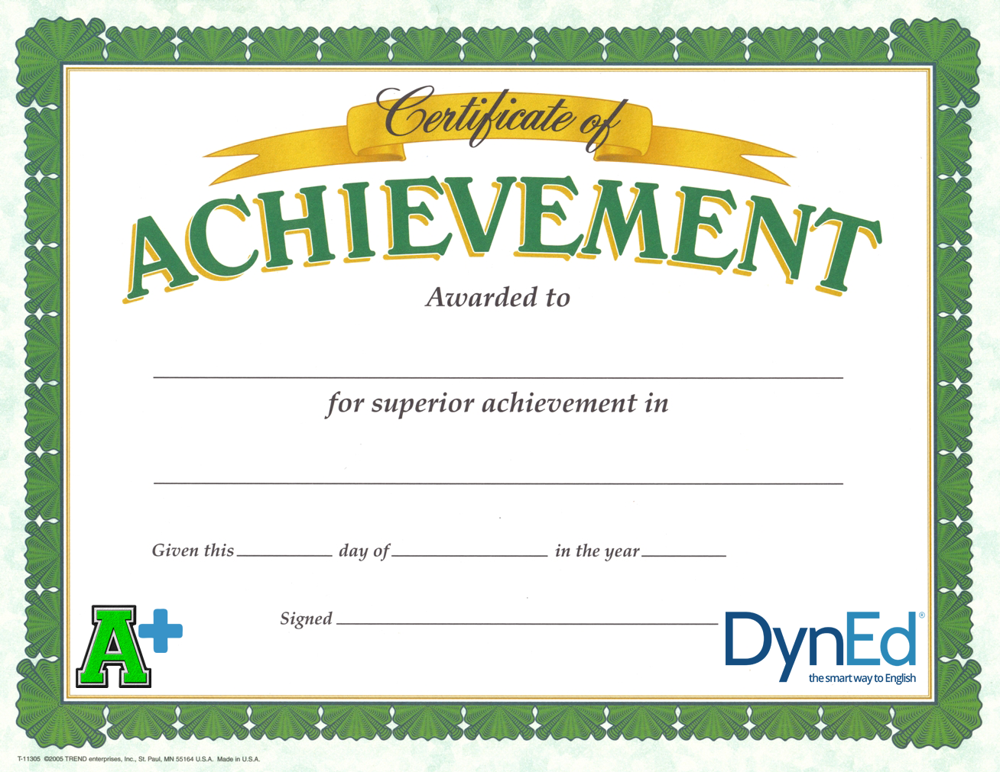 Certificate of
ACHIEVEMENT
Awarded to
for superior achievement in
Given this day of in the year
Signed
A+
DynEd®
the smart way to English
T-11305 ©2005 TREND enterprises, Inc., St. Paul, MN 55164 U.S.A. Made in U.S.A.